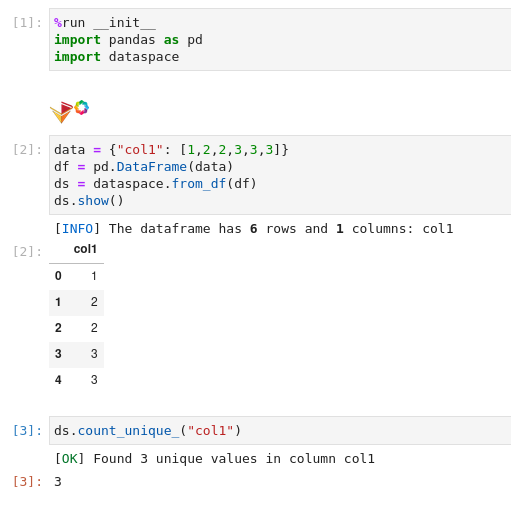 [1]: %run __init__
import pandas as pd
import dataspace
[2]: data = {"col1": [1,2,2,3,3,3]}
df = pd.DataFrame(data)
ds = dataspace.from_df(df)
ds.show()
[INFO] The dataframe has 6 rows and 1 columns: col1
[2]: col1
0 1
1 2
2 2
3 3
4 3
[3]: ds.count_unique_("col1")
[OK] Found 3 unique values in column col1
[3]: 3